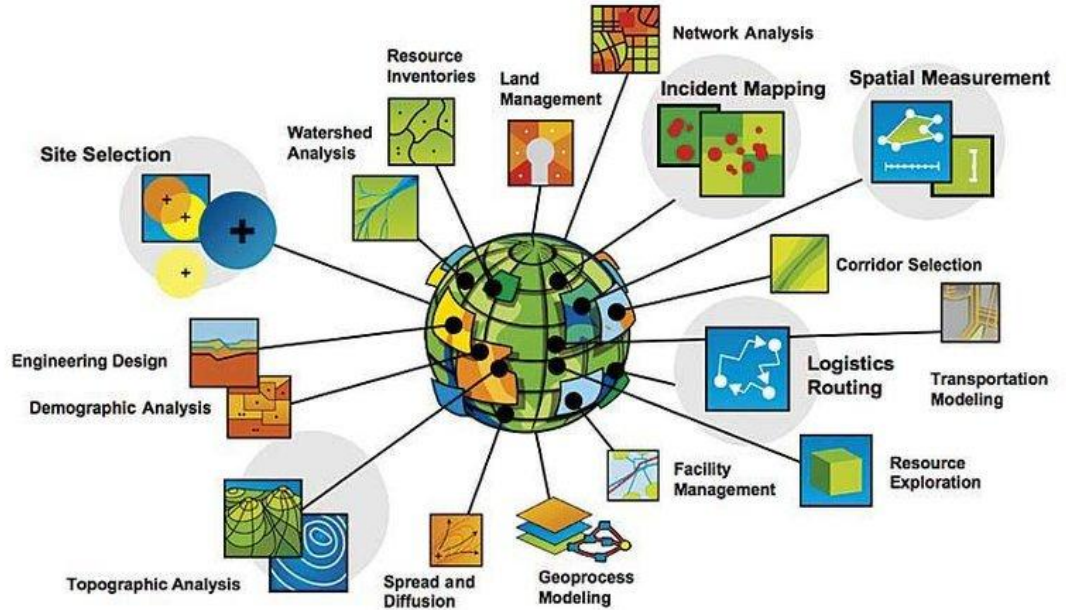 Network Analysis
Resource
Inventories
Land
Management
Incident Mapping
Spatial Measurement
Watershed
Analysis
Site Selection
Corridor Selection
Engineering Design
Logistics
Routing
Transportation
Modeling
Demographic Analysis
Facility
Management
Resource
Exploration
Topographic Analysis
Spread and
Diffusion
Geoprocess
Modeling